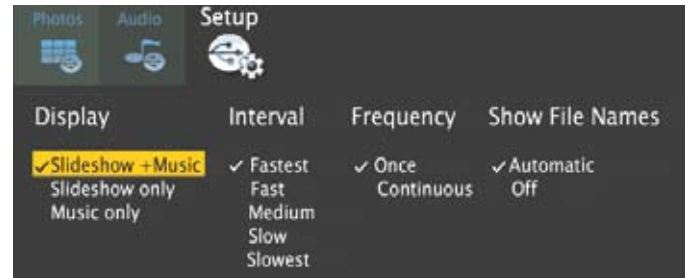 Photos Audio Setup
Display Interval Frequency Show File Names
✓Slideshow +Music ✓ Fastest ✓ Once ✓Automatic
Slideshow only Fast Continuous Off
Music only Medium
Slow
Slowest